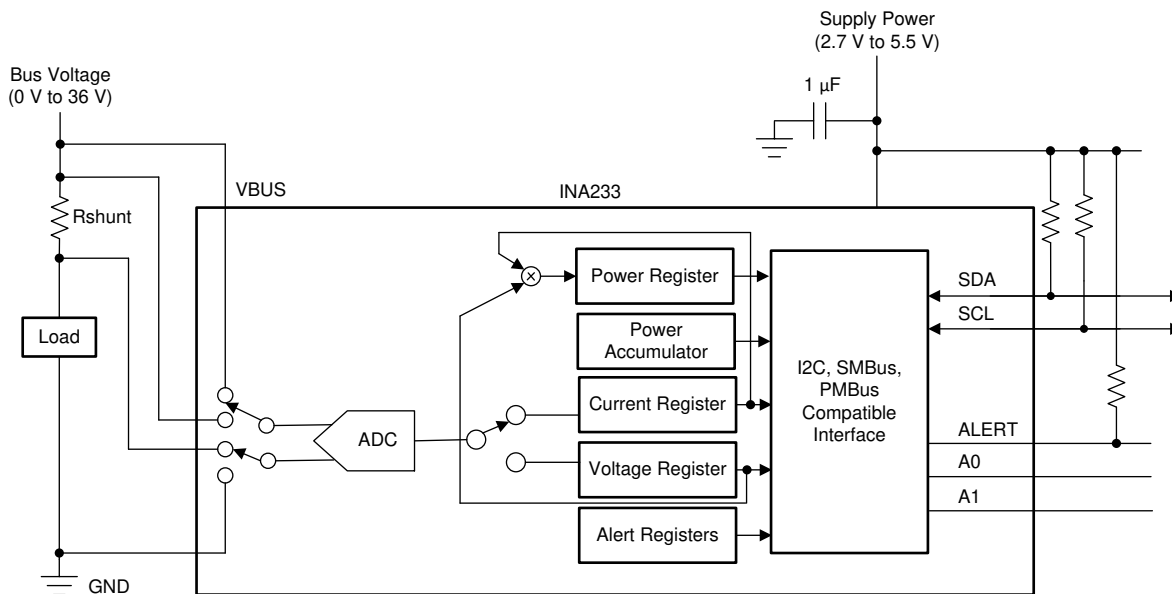 Supply Power
(2.7 V to 5.5 V)
Bus Voltage
(0 V to 36 V)
1 µF
VBUS
INA233
Rshunt
Power Register
SDA
SCL
Load
Power
Accumulator
I2C, SMBus,
PMBus
Compatible
Interface
Current Register
ADC
ALERT
Voltage Register
A0
A1
Alert Registers
GND
X